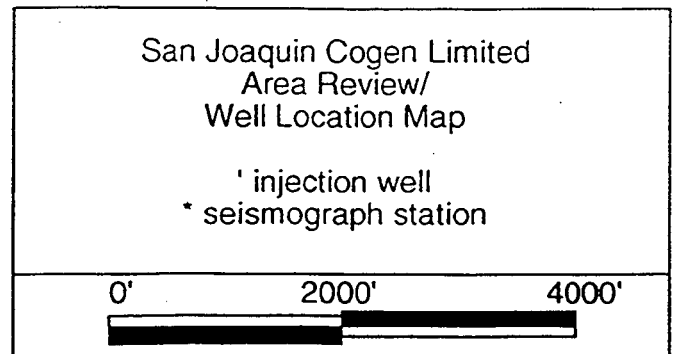 San Joaquin Cogen Limited
Area Review/
Well Location Map
' injection well
* seismograph station
0' 2000' 4000'